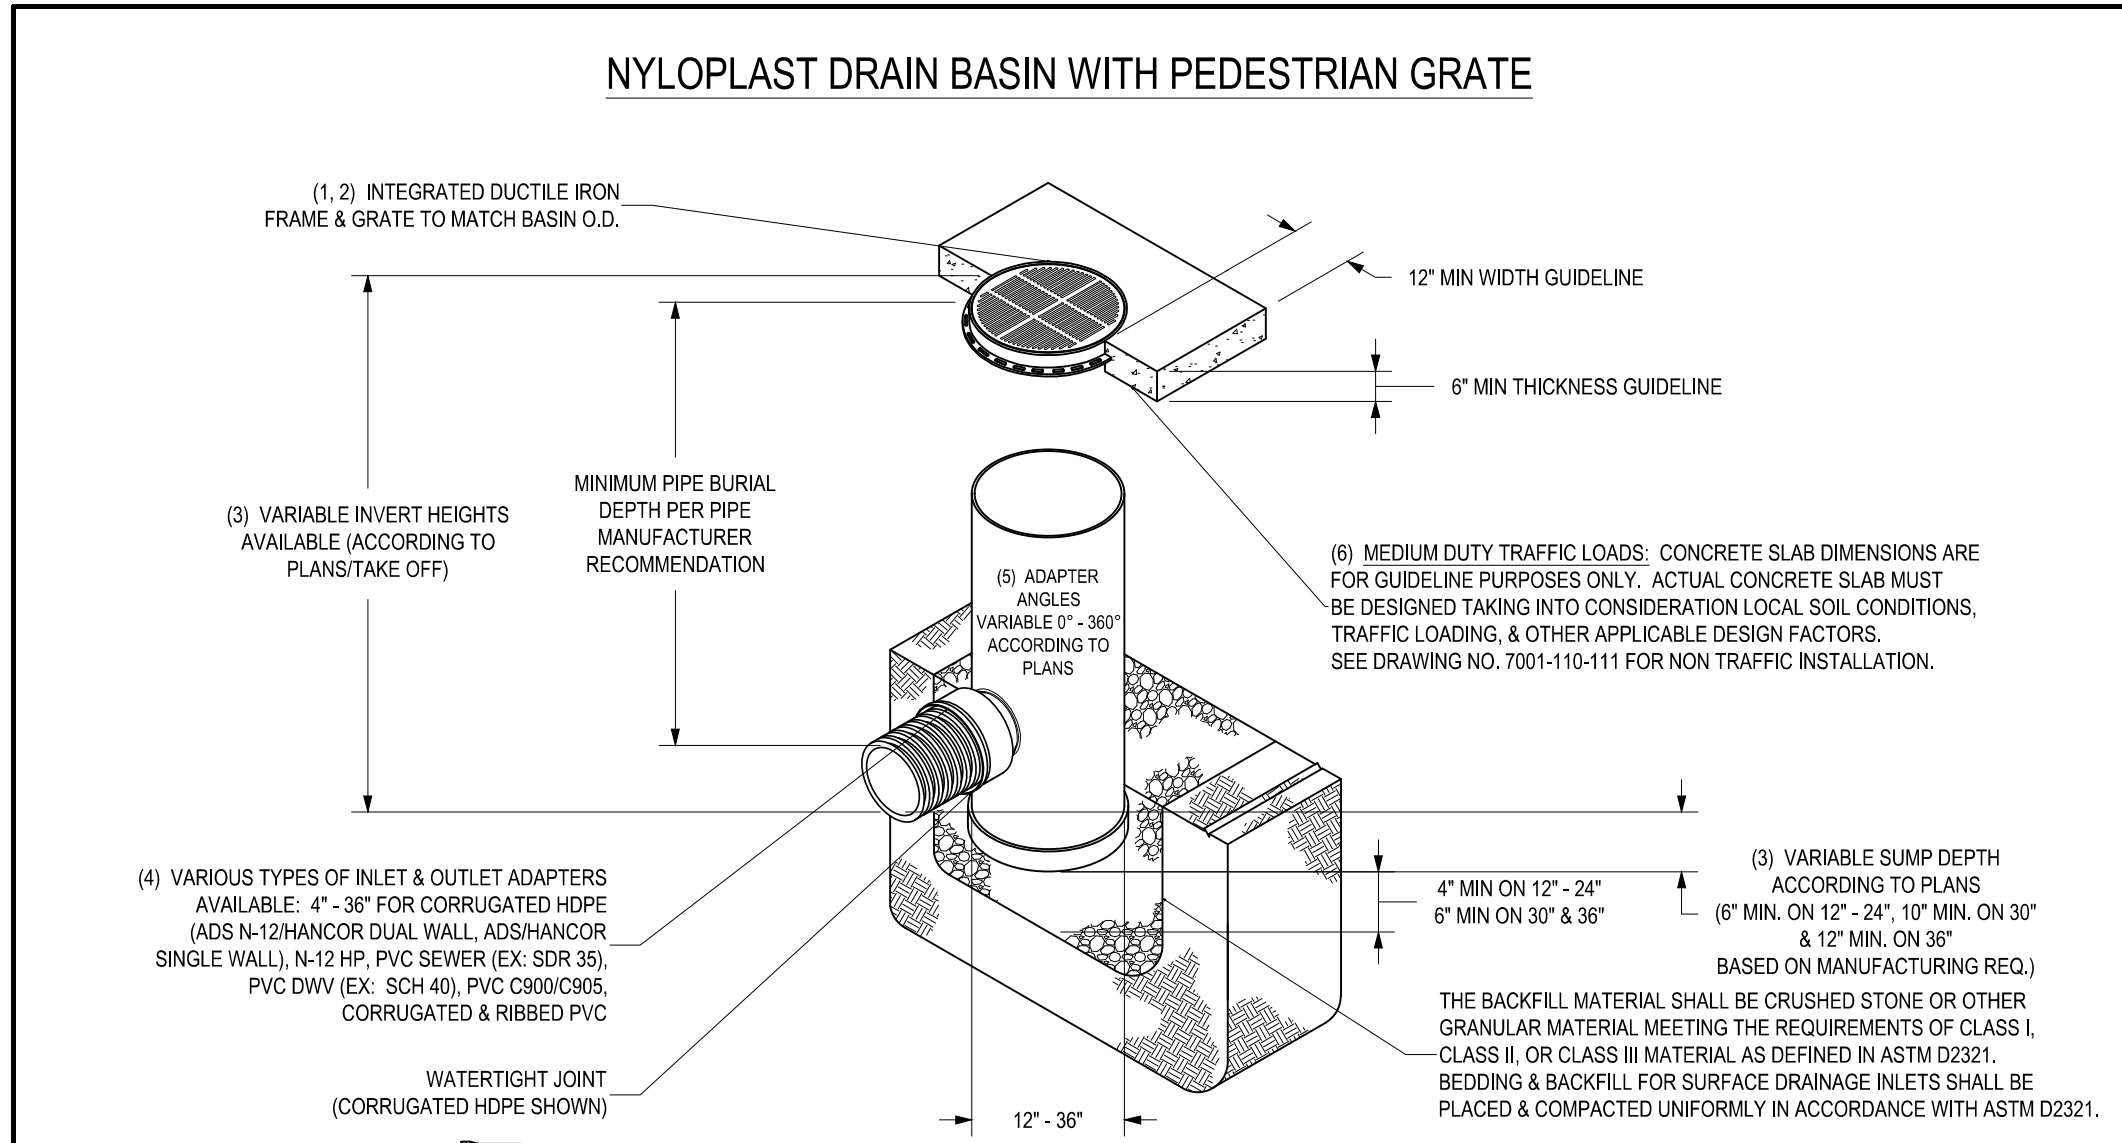 NYLOPLAST DRAIN BASIN WITH PEDESTRIAN GRATE
(1, 2) INTEGRATED DUCTILE IRON
FRAME & GRATE TO MATCH BASIN O.D.
12" MIN WIDTH GUIDELINE
6" MIN THICKNESS GUIDELINE
MINIMUM PIPE BURIAL
DEPTH PER PIPE
MANUFACTURER
RECOMMENDATION
(3) VARIABLE INVERT HEIGHTS
AVAILABLE (ACCORDING TO
PLANS/TAKE OFF)
(5) ADAPTER
ANGLES
VARIABLE 0° - 360°
ACCORDING TO
PLANS
(6) MEDIUM DUTY TRAFFIC LOADS: CONCRETE SLAB DIMENSIONS ARE
FOR GUIDELINE PURPOSES ONLY. ACTUAL CONCRETE SLAB MUST
BE DESIGNED TAKING INTO CONSIDERATION LOCAL SOIL CONDITIONS,
TRAFFIC LOADING, & OTHER APPLICABLE DESIGN FACTORS.
SEE DRAWING NO. 7001-110-111 FOR NON TRAFFIC INSTALLATION.
(4) VARIOUS TYPES OF INLET & OUTLET ADAPTERS
AVAILABLE: 4" - 36" FOR CORRUGATED HDPE
(ADS N-12/HANCOR DUAL WALL, ADS/HANCOR
SINGLE WALL), N-12 HP, PVC SEWER (EX: SDR 35),
PVC DWV (EX: SCH 40), PVC C900/C905,
CORRUGATED & RIBBED PVC
4" MIN ON 12" - 24"
6" MIN ON 30" & 36"
(3) VARIABLE SUMP DEPTH
ACCORDING TO PLANS
(6" MIN. ON 12" - 24", 10" MIN. ON 30"
& 12" MIN. ON 36"
BASED ON MANUFACTURING REQ.)
THE BACKFILL MATERIAL SHALL BE CRUSHED STONE OR OTHER
GRANULAR MATERIAL MEETING THE REQUIREMENTS OF CLASS I,
CLASS II, OR CLASS III MATERIAL AS DEFINED IN ASTM D2321.
BEDDING & BACKFILL FOR SURFACE DRAINAGE INLETS SHALL BE
PLACED & COMPACTED UNIFORMLY IN ACCORDANCE WITH ASTM D2321.
WATERTIGHT JOINT
(CORRUGATED HDPE SHOWN)
12" - 36"